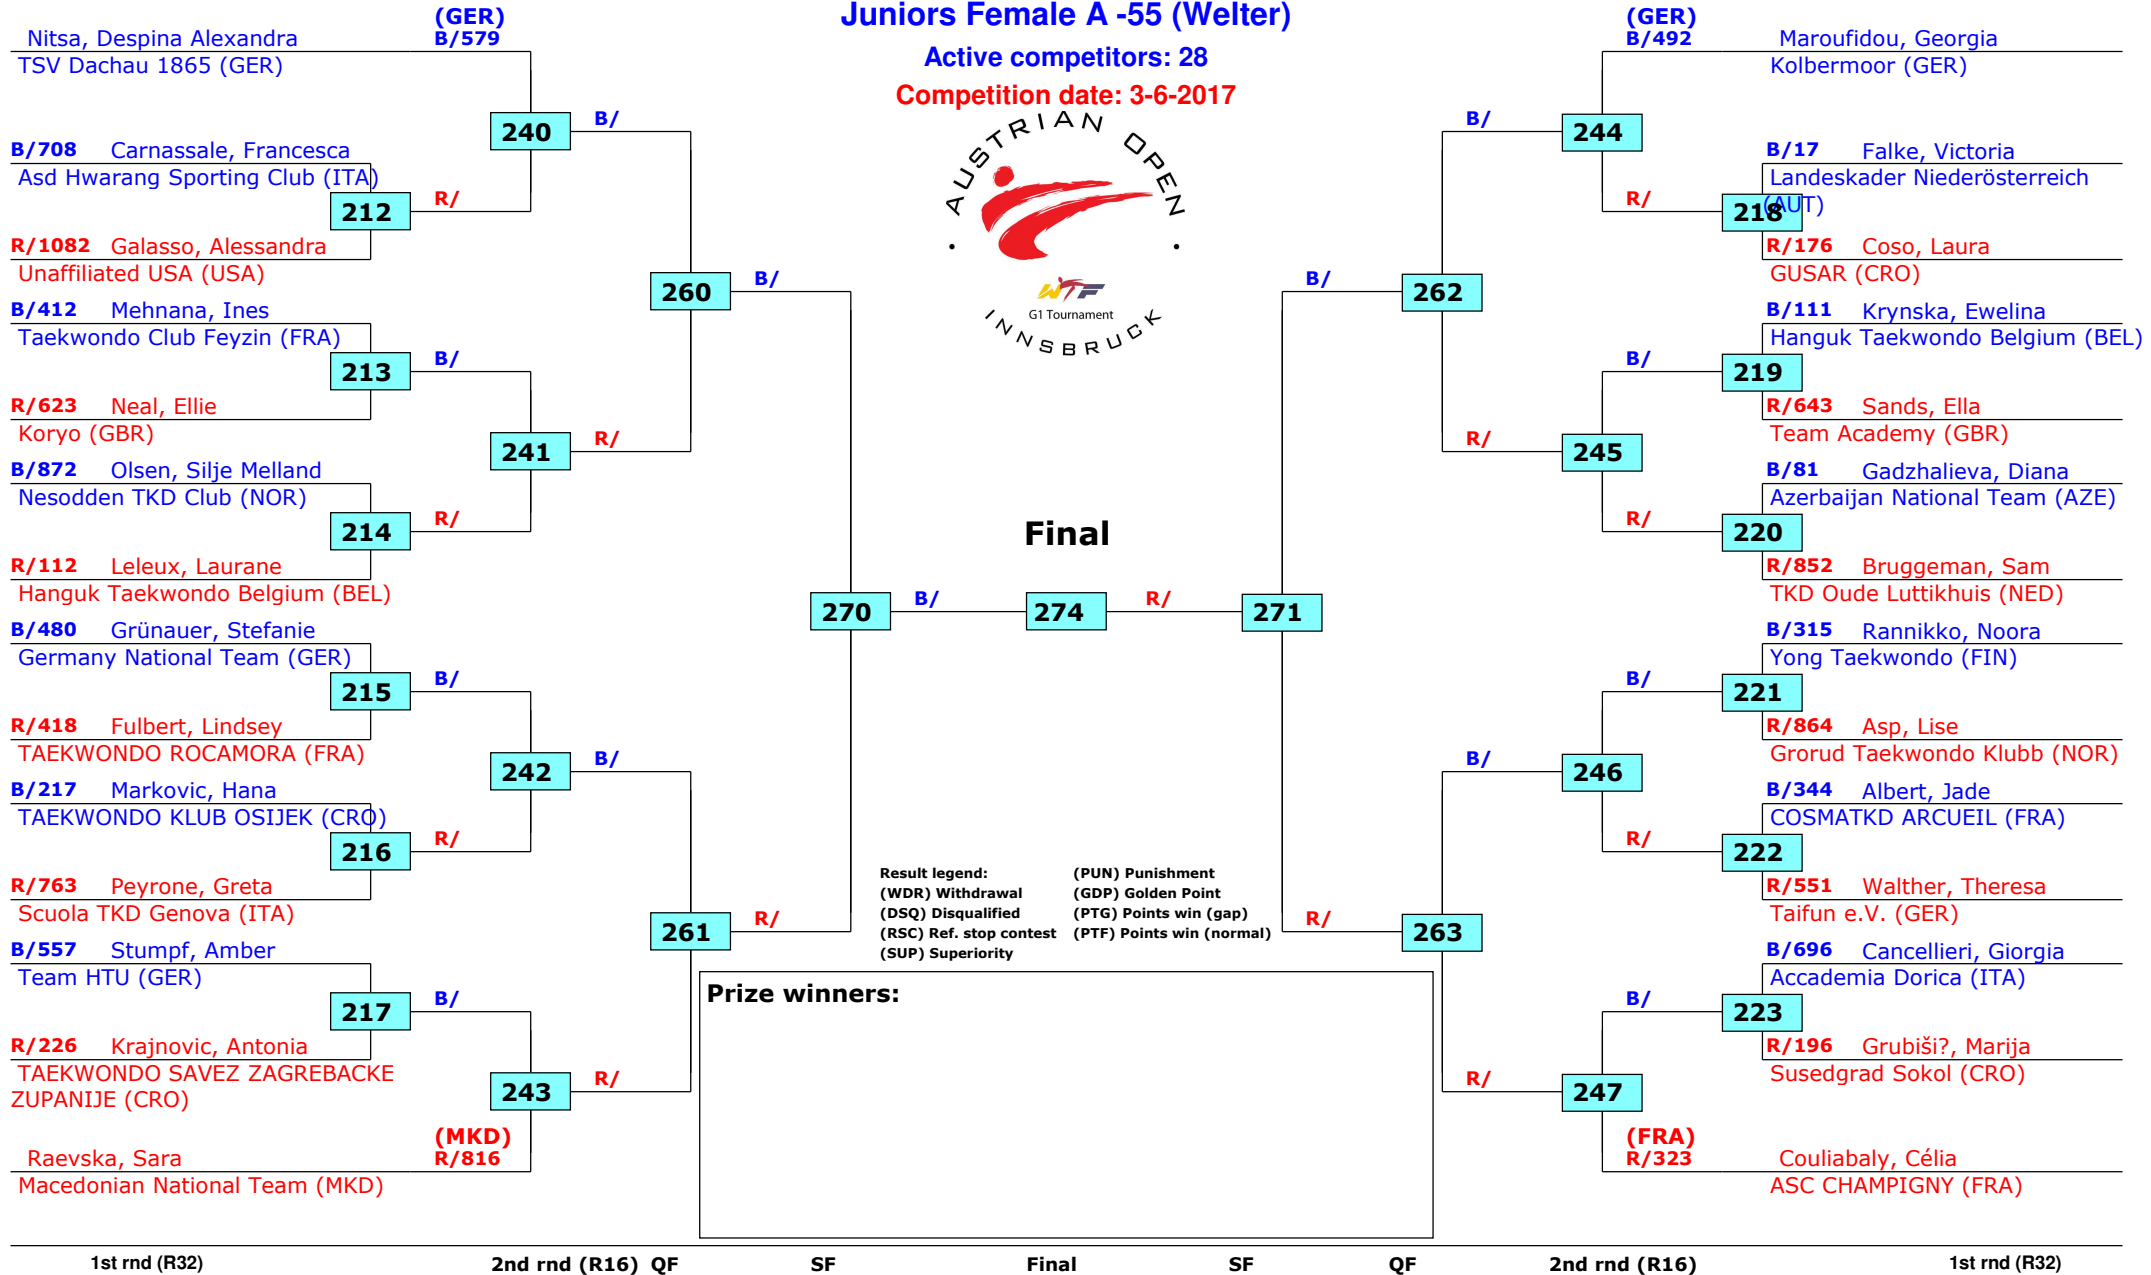 Juniors Female A -55 (Welter)
Active competitors: 28
Competition date: 3-6-2017
AUSTRIAN OPEN
WTF
G1 Tournament
INNSBRUCK
(GER)
Nitsa, Despina Alexandra B/579
TSV Dachau 1865 (GER)
240 B/
B/708 Carnassale, Francesca
Asd Hwarang Sporting Club (ITA)
212 R/
R/1082 Galasso, Alessandra
Unaffiliated USA (USA)
260 B/
B/412 Mehnana, Ines
Taekwondo Club Feyzin (FRA)
213 B/
R/623 Neal, Ellie
Koryo (GBR)
241 R/
B/872 Olsen, Silje Melland
Nesodden TKD Club (NOR)
214 R/
R/112 Leleux, Laurane
Hanguk Taekwondo Belgium (BEL)
270 B/
B/480 Grünauer, Stefanie
Germany National Team (GER)
215 B/
R/418 Fulbert, Lindsey
TAEKWONDO ROCAMORA (FRA)
242 B/
B/217 Markovic, Hana
TAEKWONDO KLUB OSIJEK (CRO)
216 R/
R/763 Peyrone, Greta
Scuola TKD Genova (ITA)
261 R/
B/557 Stumpf, Amber
Team HTU (GER)
217 B/
R/226 Krajnovic, Antonia
TAEKWONDO SAVEZ ZAGREBACKE
ZUPANIJE (CRO)
243 R/
(MKD)
Raevska, Sara R/816
Macedonian National Team (MKD)
Final
274
(GER)
B/492 Maroufidou, Georgia
Kolbermoor (GER)
B/ 244
B/17 Falke, Victoria
Landeskader Niederösterreich
(AUT)
R/ 218
R/176 Coso, Laura
GUSAR (CRO)
B/ 262
B/111 Krynska, Ewelina
Hanguk Taekwondo Belgium (BEL)
B/ 219
R/643 Sands, Ella
Team Academy (GBR)
R/ 245
B/81 Gadzhalieva, Diana
Azerbaijan National Team (AZE)
R/ 220
R/852 Bruggeman, Sam
TKD Oude Luttikhuis (NED)
R/ 271
B/315 Rannikko, Noora
Yong Taekwondo (FIN)
B/ 221
R/864 Asp, Lise
Grorud Taekwondo Klubb (NOR)
B/ 246
B/344 Albert, Jade
COSMATKD ARCUEIL (FRA)
R/ 222
R/551 Walther, Theresa
Taifun e.V. (GER)
R/ 263
B/696 Cancellieri, Giorgia
Accademia Dorica (ITA)
B/ 223
R/196 Grubiši?, Marija
Susedgrad Sokol (CRO)
R/ 247
(FRA)
R/323 Couliabaly, Célia
ASC CHAMPIGNY (FRA)
Result legend: (PUN) Punishment
(WDR) Withdrawal (GDP) Golden Point
(DSQ) Disqualified (PTG) Points win (gap)
(RSC) Ref. stop contest (PTF) Points win (normal)
(SUP) Superiority
Prize winners:
1st rnd (R32) 2nd rnd (R16) QF SF Final SF QF 2nd rnd (R16) 1st rnd (R32)